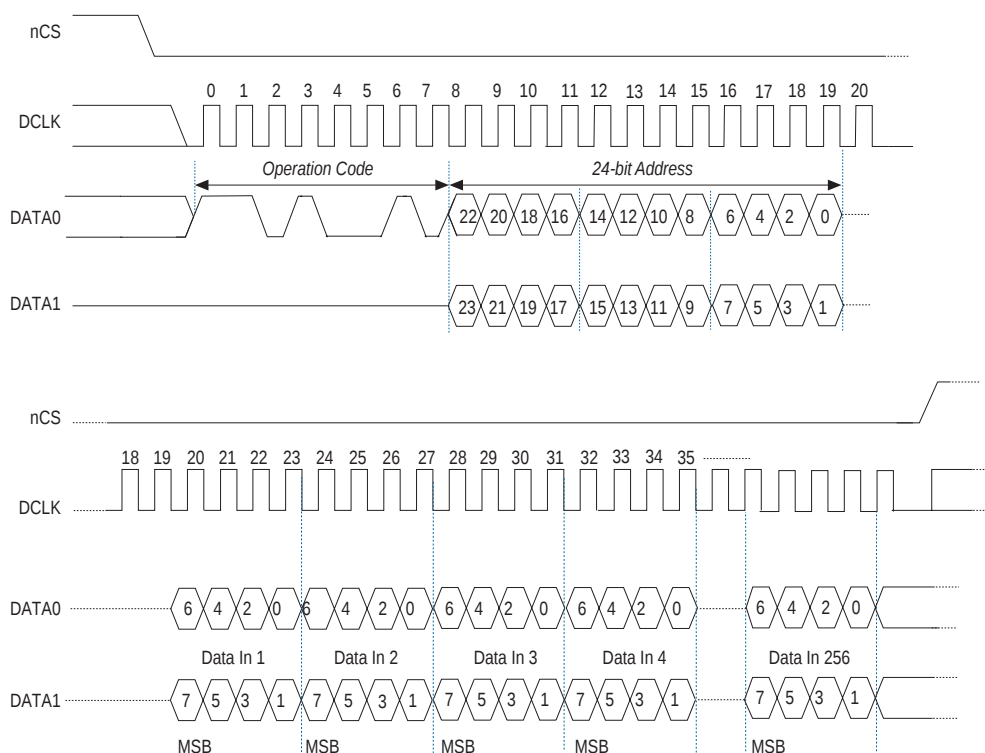 nCS
0 1 2 3 4 5 6 7 8 9 10 11 12 13 14 15 16 17 18 19 20
DCLK
Operation Code 24-bit Address
DATA0 22 20 18 16 14 12 10 8 6 4 2 0
DATA1 23 21 19 17 15 13 11 9 7 5 3 1
nCS
18 19 20 21 22 23 24 25 26 27 28 29 30 31 32 33 34 35
DCLK
DATA0 6 4 2 0 6 4 2 0 6 4 2 0 6 4 2 0 6 4 2 0
Data In 1 Data In 2 Data In 3 Data In 4 Data In 256
DATA1 7 5 3 1 7 5 3 1 7 5 3 1 7 5 3 1 7 5 3 1
MSB MSB MSB MSB MSB